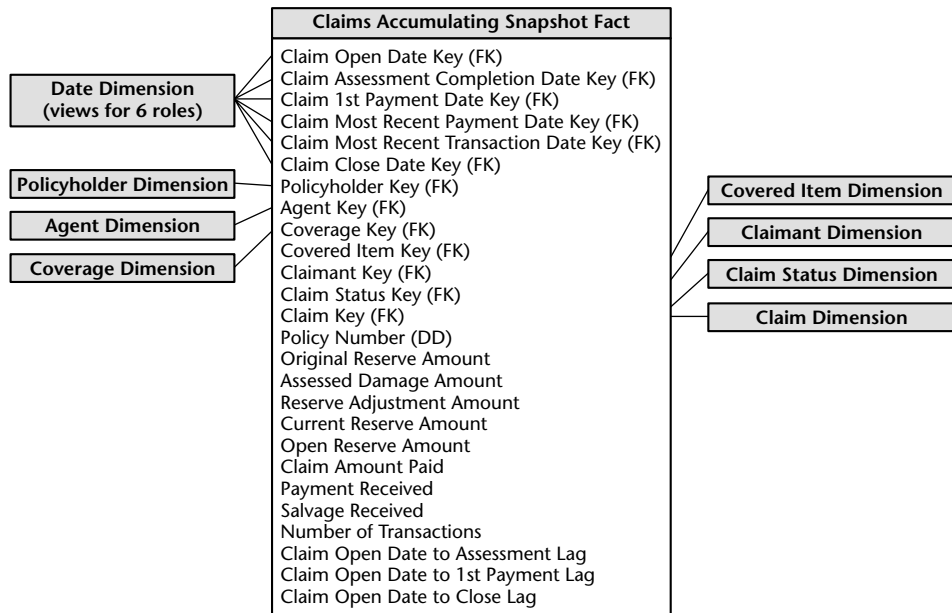 Claims Accumulating Snapshot Fact
Date Dimension
(views for 6 roles)
Policyholder Dimension
Agent Dimension
Coverage Dimension
Claim Open Date Key (FK)
Claim Assessment Completion Date Key (FK)
Claim 1st Payment Date Key (FK)
Claim Most Recent Payment Date Key (FK)
Claim Most Recent Transaction Date Key (FK)
Claim Close Date Key (FK)
Policyholder Key (FK)
Agent Key (FK)
Coverage Key (FK)
Covered Item Key (FK)
Claimant Key (FK)
Claim Status Key (FK)
Claim Key (FK)
Policy Number (DD)
Original Reserve Amount
Assessed Damage Amount
Reserve Adjustment Amount
Current Reserve Amount
Open Reserve Amount
Claim Amount Paid
Payment Received
Salvage Received
Number of Transactions
Claim Open Date to Assessment Lag
Claim Open Date to 1st Payment Lag
Claim Open Date to Close Lag
Covered Item Dimension
Claimant Dimension
Claim Status Dimension
Claim Dimension